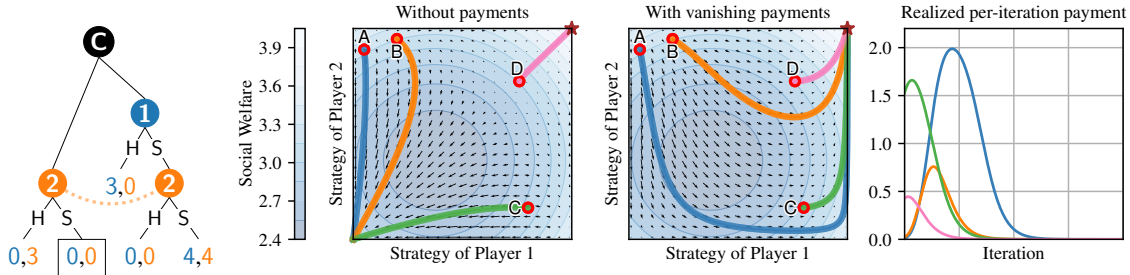 C
1
H S
2 3,0 2
H S H S
0,3 0,0 0,0 4,4
Social Welfare
3.9
3.6
3.3
3.0
2.7
2.4
Without payments
Strategy of Player 2
A
B
D
C
Strategy of Player 1
With vanishing payments
Strategy of Player 2
A
B
D
C
Strategy of Player 1
Realized per-iteration payment
2.0
1.5
1.0
0.5
0.0
Iteration